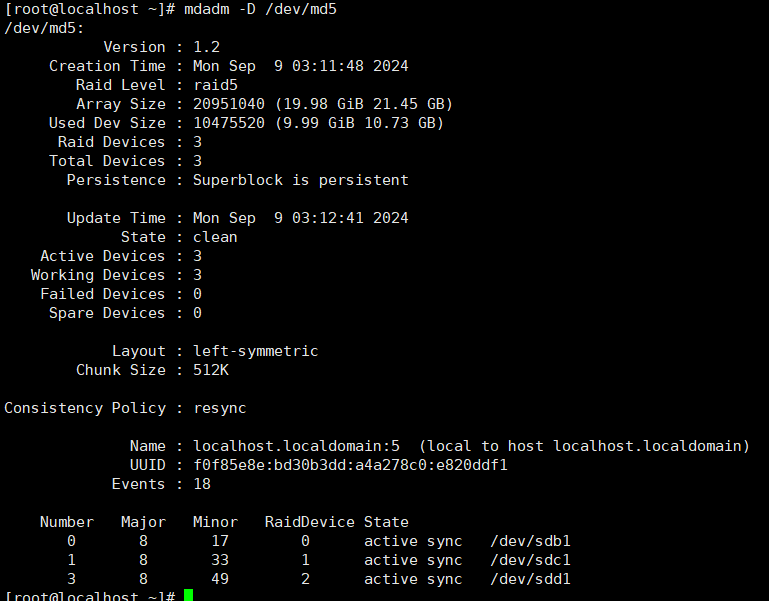 [root@localhost ~]# mdadm -D /dev/md5
/dev/md5:
Version : 1.2
Creation Time : Mon Sep  9 03:11:48 2024
Raid Level : raid5
Array Size : 20951040 (19.98 GiB 21.45 GB)
Used Dev Size : 10475520 (9.99 GiB 10.73 GB)
Raid Devices : 3
Total Devices : 3
Persistence : Superblock is persistent
Update Time : Mon Sep  9 03:12:41 2024
State : clean
Active Devices : 3
Working Devices : 3
Failed Devices : 0
Spare Devices : 0
Layout : left-symmetric
Chunk Size : 512K
Consistency Policy : resync
Name : localhost.localdomain:5  (local to host localhost.localdomain)
UUID : f0f85e8e:bd30b3dd:a4a278c0:e820ddf1
Events : 18
Number   Major   Minor   RaidDevice State
0       8       17        0      active sync   /dev/sdb1
1       8       33        1      active sync   /dev/sdc1
3       8       49        2      active sync   /dev/sdd1
[root@localhost ~]#